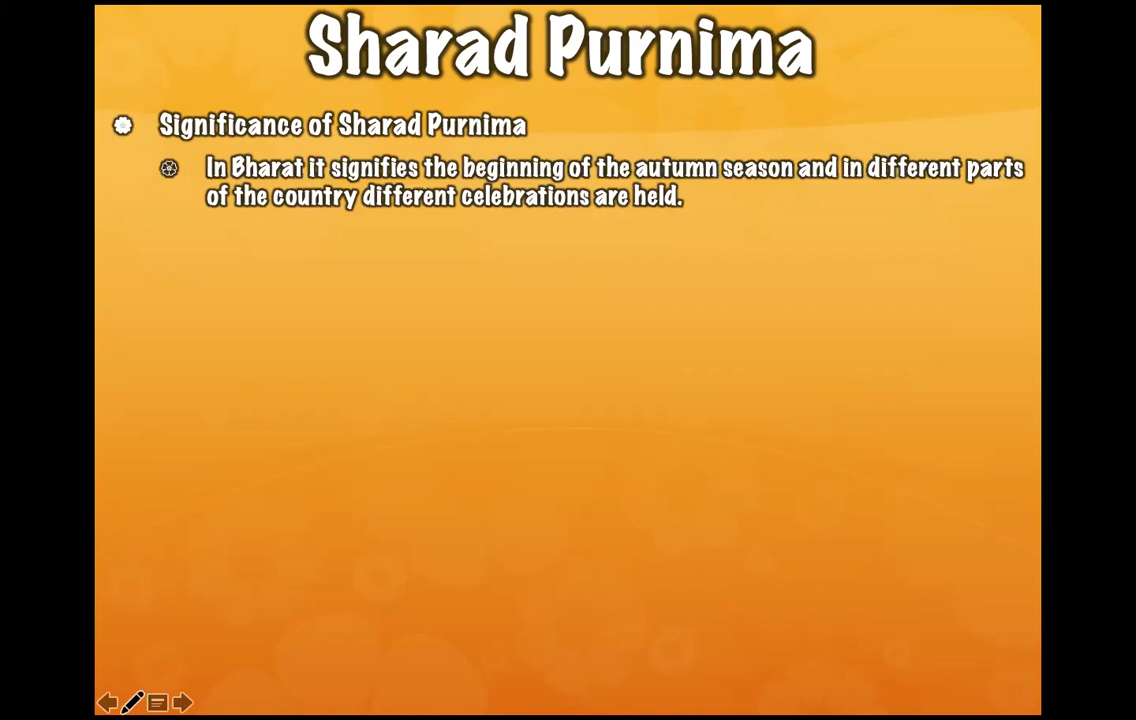 Sharad Purnima
Significance of Sharad Purnima
In Bharat it signifies the beginning of the autumn season and in different parts
of the country different celebrations are held.